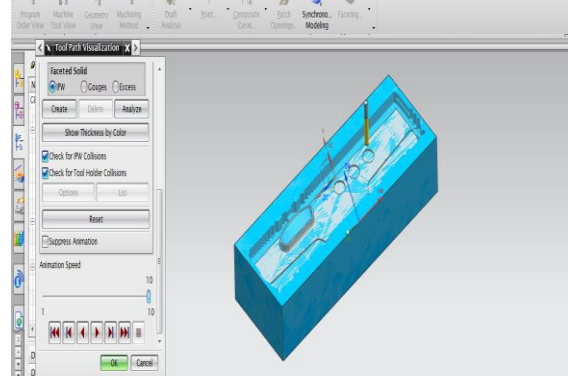 Program Machine Geometry Machining Draft Point... Composite Patch Synchrono... Faceting...
Order View Tool View View Method Analysis Curve... Openings... Modeling
Tool Path Visualization X
Faceted Solid
IPW Gouges Excess
Create Delete Analyze
Show Thickness by Color
Check for IPW Collisions
Check for Tool Holder Collisions
Options List
Reset
Suppress Animation
Animation Speed
10
1 10
OK Cancel